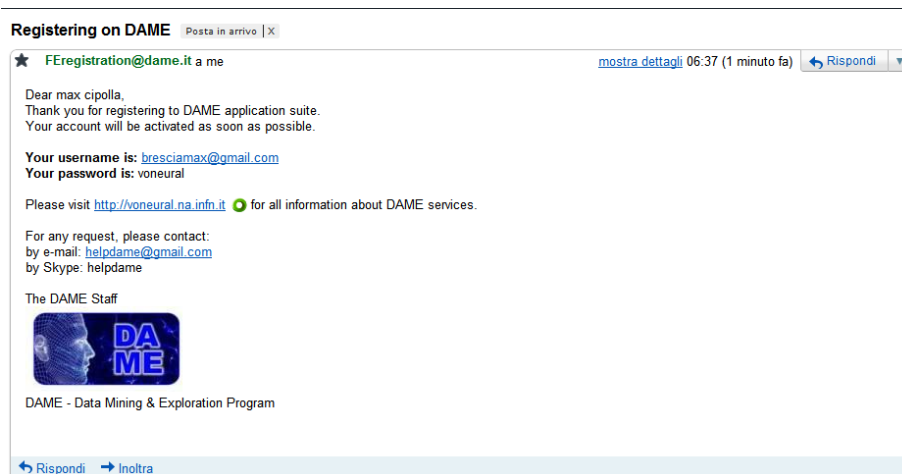 Registering on DAME Posta in arrivo | X
FEregistration@dame.it a me mostra dettagli 06:37 (1 minuto fa) Rispondi
Dear max cipolla,
Thank you for registering to DAME application suite.
Your account will be activated as soon as possible.
Your username is: bresciamax@gmail.com
Your password is: voneural
Please visit http://voneural.na.infn.it for all information about DAME services.
For any request, please contact:
by e-mail: helpdame@gmail.com
by Skype: helpdame
The DAME Staff
DA
ME
DAME - Data Mining & Exploration Program
Rispondi Inoltra